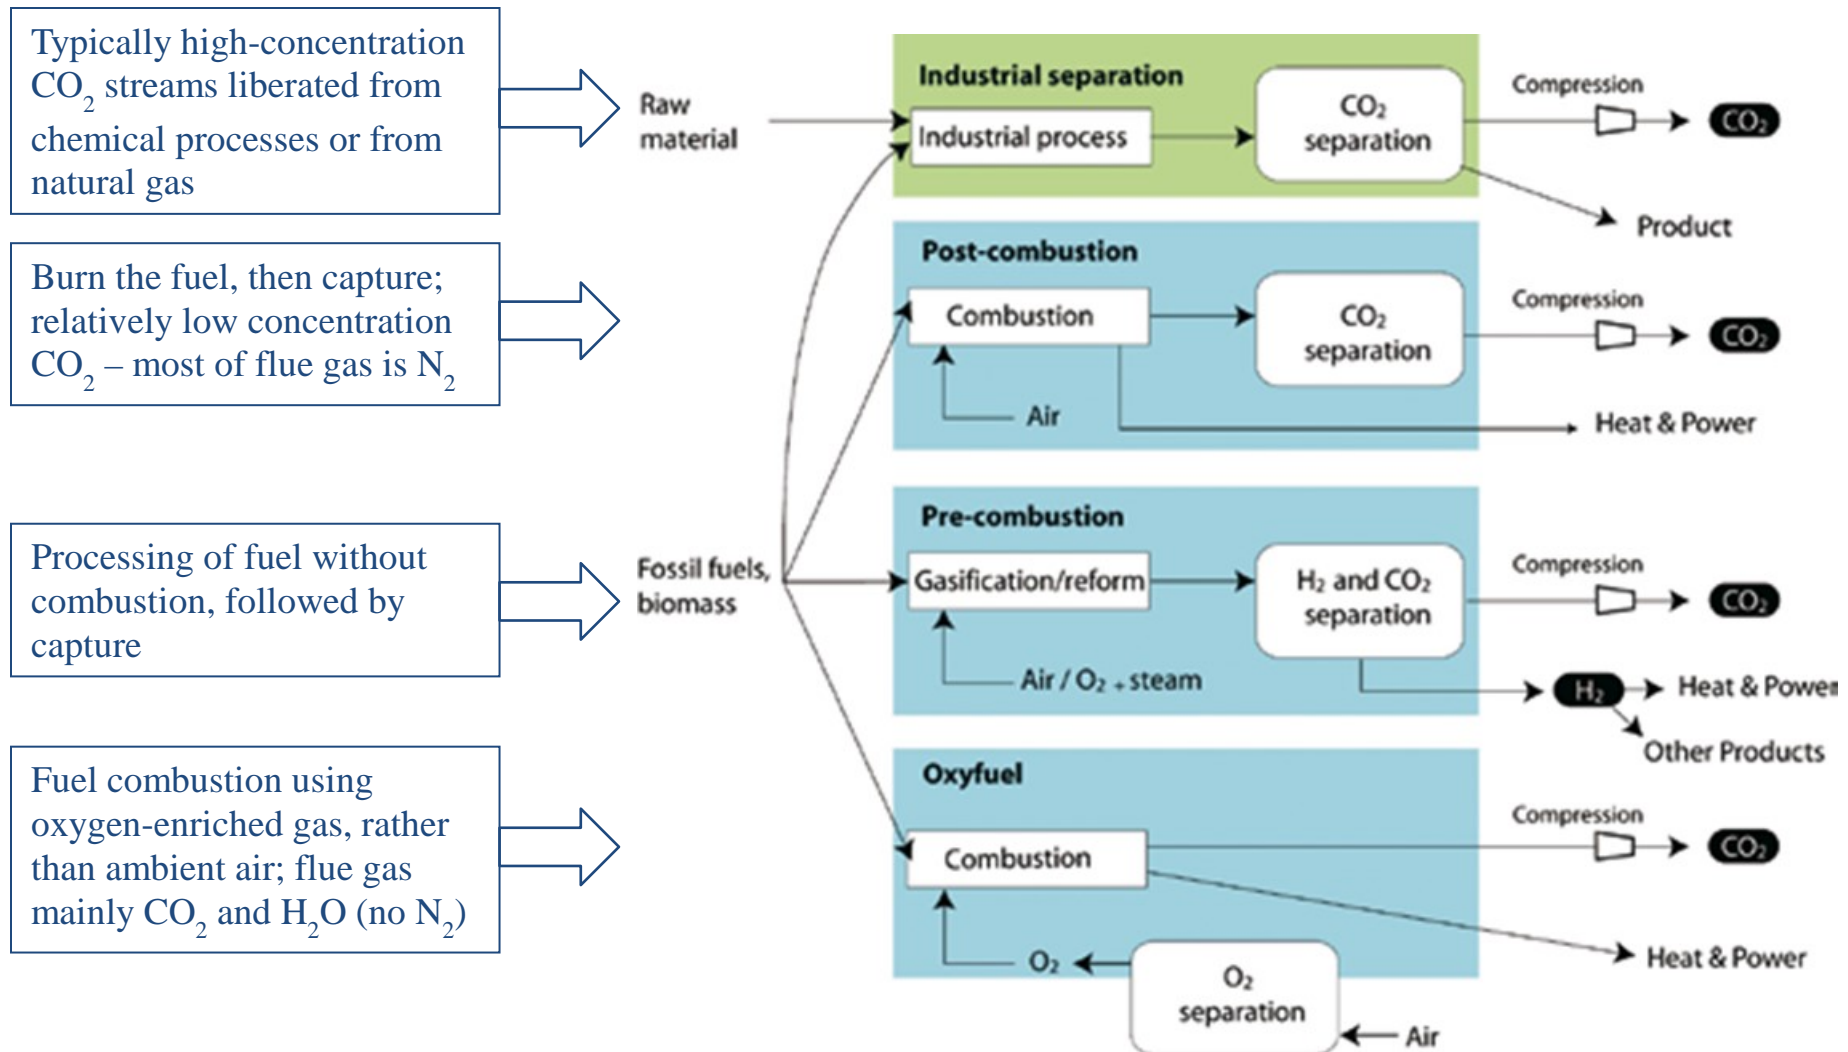 Typically high-concentration
CO₂ streams liberated from
chemical processes or from
natural gas
Raw
material
Industrial separation
Industrial process
CO₂
separation
Compression
CO₂
Product
Burn the fuel, then capture;
relatively low concentration
CO₂ – most of flue gas is N₂
Post-combustion
Combustion
CO₂
separation
Compression
CO₂
Air
Heat & Power
Processing of fuel without
combustion, followed by
capture
Fossil fuels,
biomass
Pre-combustion
Gasification/reform
H₂ and CO₂
separation
Compression
CO₂
Air / O₂ + steam
H₂
Heat & Power
Other Products
Fuel combustion using
oxygen-enriched gas, rather
than ambient air; flue gas
mainly CO₂ and H₂O (no N₂)
Oxyfuel
Combustion
Compression
CO₂
O₂
O₂
separation
Heat & Power
Air